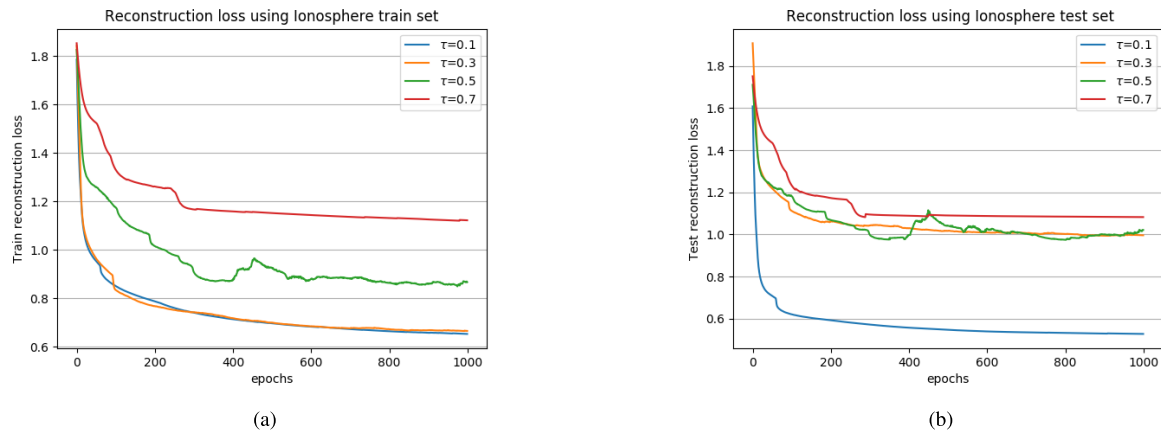 Reconstruction loss using Ionosphere train set
Train reconstruction loss
1.8
1.6
1.4
1.2
1.0
0.8
0.6
0
200
400
600
800
1000
epochs
τ=0.1
τ=0.3
τ=0.5
τ=0.7
(a)
Reconstruction loss using Ionosphere test set
Test reconstruction loss
1.8
1.6
1.4
1.2
1.0
0.8
0.6
0
200
400
600
800
1000
epochs
τ=0.1
τ=0.3
τ=0.5
τ=0.7
(b)